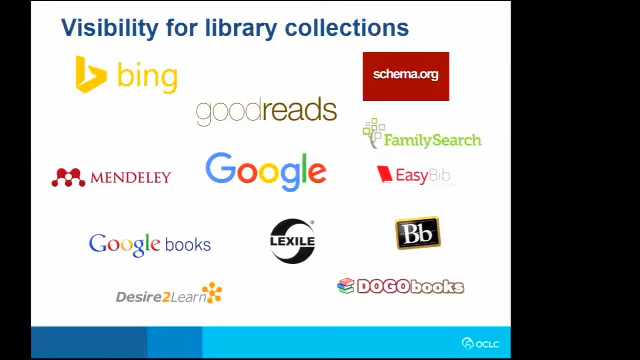 Visibility for library collections
bing
schema.org
goodreads
FamilySearch
MENDELEY
Google
EasyBib
Google books
LEXILE®
Bb
Desire2Learn
DOGObooks
OCLC